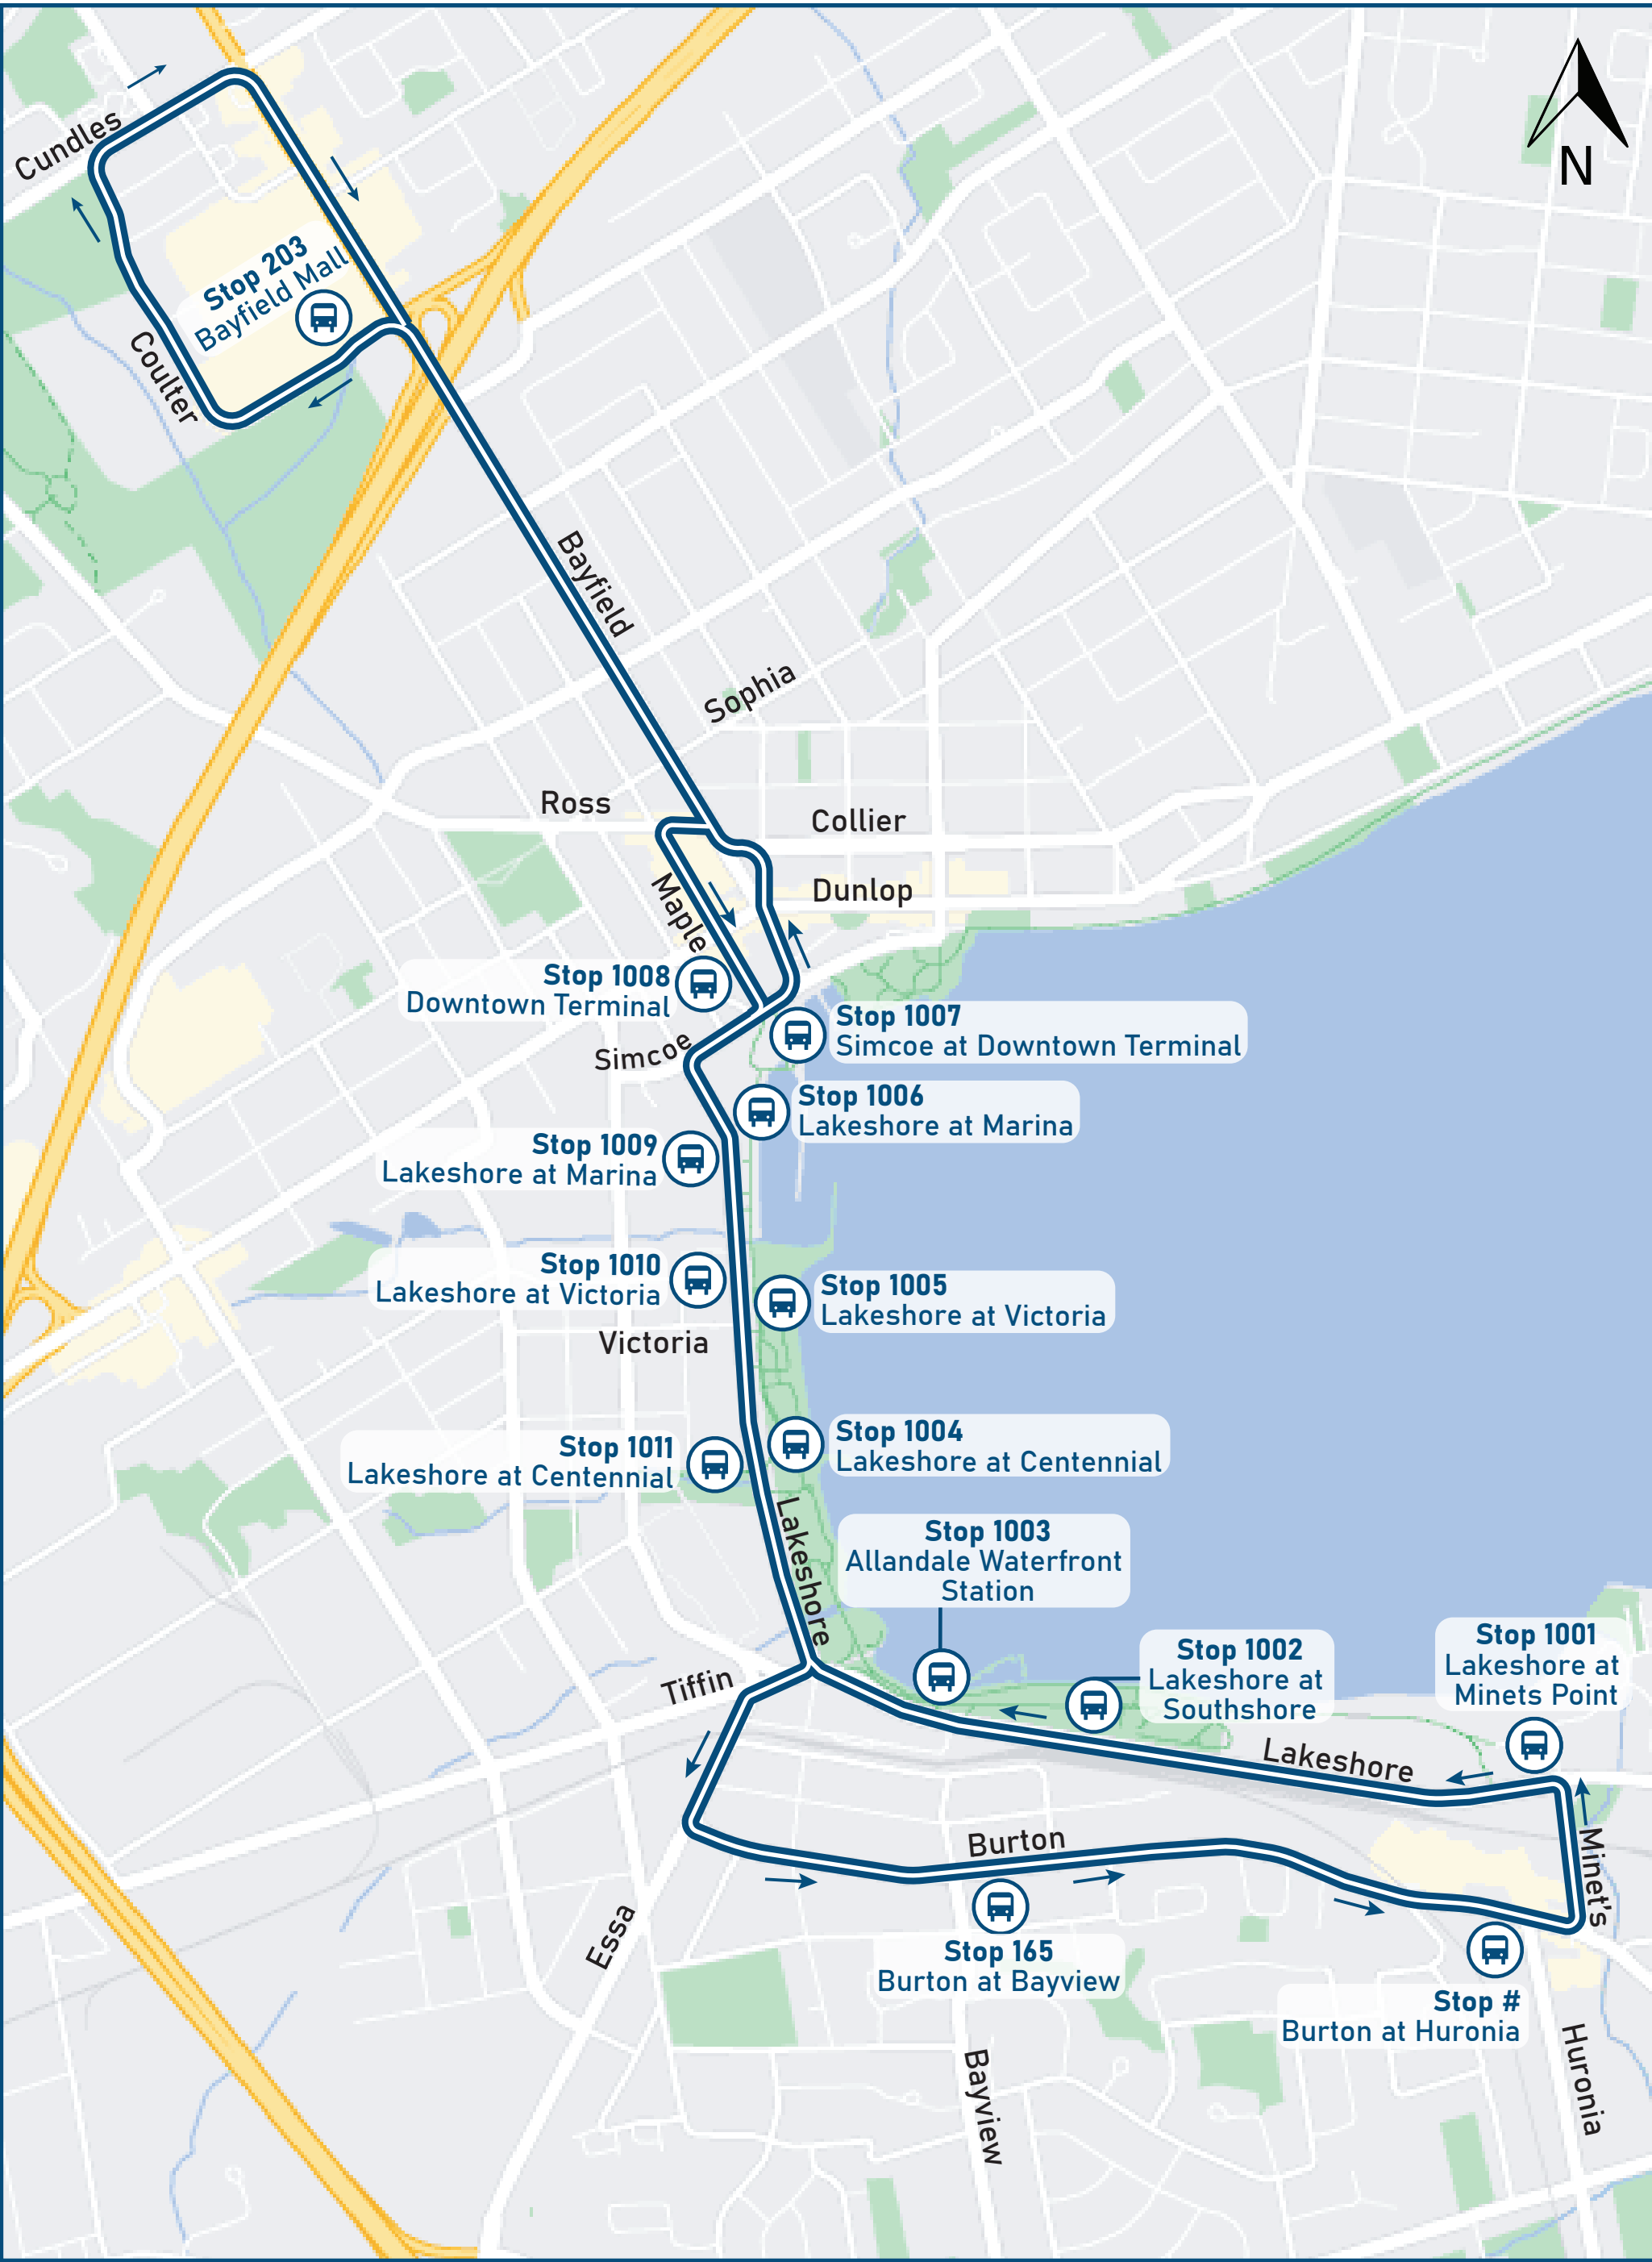 N
Cundles
Stop 203
Bayfield Mall
Coulter
Bayfield
Sophia
Ross
Collier
Dunlop
Maple
Stop 1008
Downtown Terminal
Stop 1007
Simcoe at Downtown Terminal
Simcoe
Stop 1006
Lakeshore at Marina
Stop 1009
Lakeshore at Marina
Stop 1010
Lakeshore at Victoria
Stop 1005
Lakeshore at Victoria
Victoria
Stop 1004
Lakeshore at Centennial
Stop 1011
Lakeshore at Centennial
Lakeshore
Stop 1003
Allandale Waterfront
Station
Stop 1002
Lakeshore at
Southshore
Stop 1001
Lakeshore at
Minets Point
Tiffin
Lakeshore
Burton
Minet's
Essa
Stop 165
Burton at Bayview
Stop #
Burton at Huronia
Bayview
Huronia